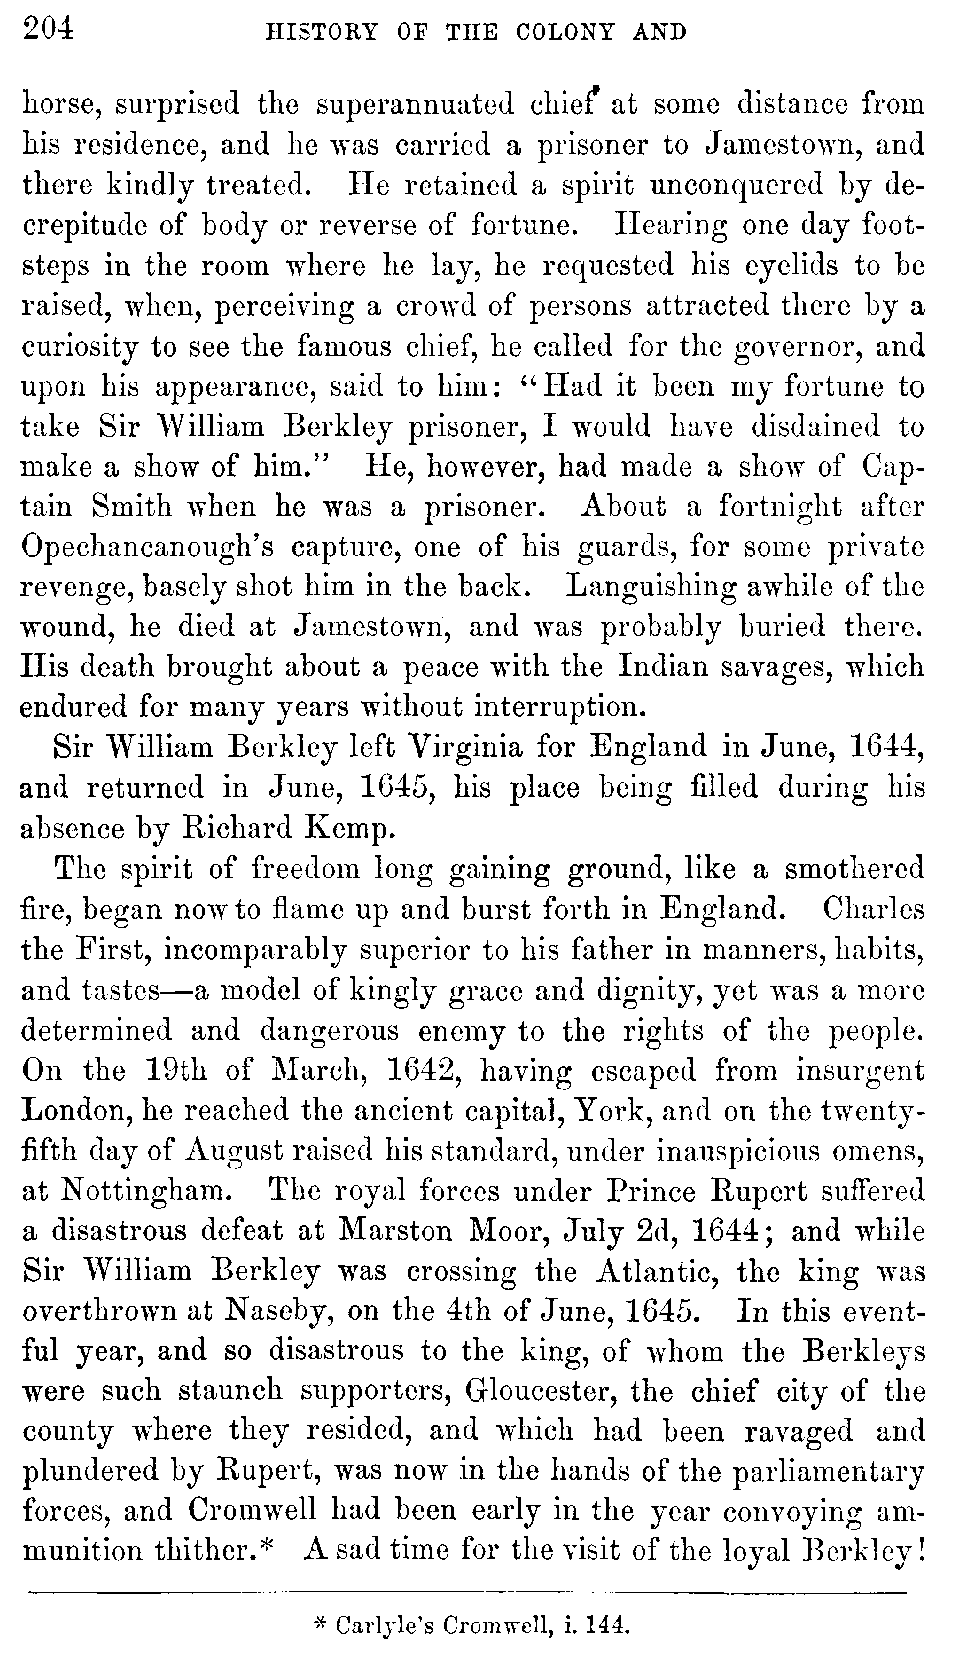 204 HISTORY OF THE COLONY AND
horse, surprised the superannuated chief at some distance from
his residence, and he was carried a prisoner to Jamestown, and
there kindly treated. He retained a spirit unconquered by de-
crepitude of body or reverse of fortune. Hearing one day foot-
steps in the room where he lay, he requested his eyelids to be
raised, when, perceiving a crowd of persons attracted there by a
curiosity to see the famous chief, he called for the governor, and
upon his appearance, said to him: "Had it been my fortune to
take Sir William Berkley prisoner, I would have disdained to
make a show of him." He, however, had made a show of Cap-
tain Smith when he was a prisoner. About a fortnight after
Opechancanough's capture, one of his guards, for some private
revenge, basely shot him in the back. Languishing awhile of the
wound, he died at Jamestown, and was probably buried there.
His death brought about a peace with the Indian savages, which
endured for many years without interruption.
Sir William Berkley left Virginia for England in June, 1644,
and returned in June, 1645, his place being filled during his
absence by Richard Kemp.
The spirit of freedom long gaining ground, like a smothered
fire, began now to flame up and burst forth in England. Charles
the First, incomparably superior to his father in manners, habits,
and tastes—a model of kingly grace and dignity, yet was a more
determined and dangerous enemy to the rights of the people.
On the 19th of March, 1642, having escaped from insurgent
London, he reached the ancient capital, York, and on the twenty-
fifth day of August raised his standard, under inauspicious omens,
at Nottingham. The royal forces under Prince Rupert suffered
a disastrous defeat at Marston Moor, July 2d, 1644; and while
Sir William Berkley was crossing the Atlantic, the king was
overthrown at Naseby, on the 4th of June, 1645. In this event-
ful year, and so disastrous to the king, of whom the Berkleys
were such staunch supporters, Gloucester, the chief city of the
county where they resided, and which had been ravaged and
plundered by Rupert, was now in the hands of the parliamentary
forces, and Cromwell had been early in the year convoying am-
munition thither.* A sad time for the visit of the loyal Berkley!
* Carlyle's Cromwell, i. 144.